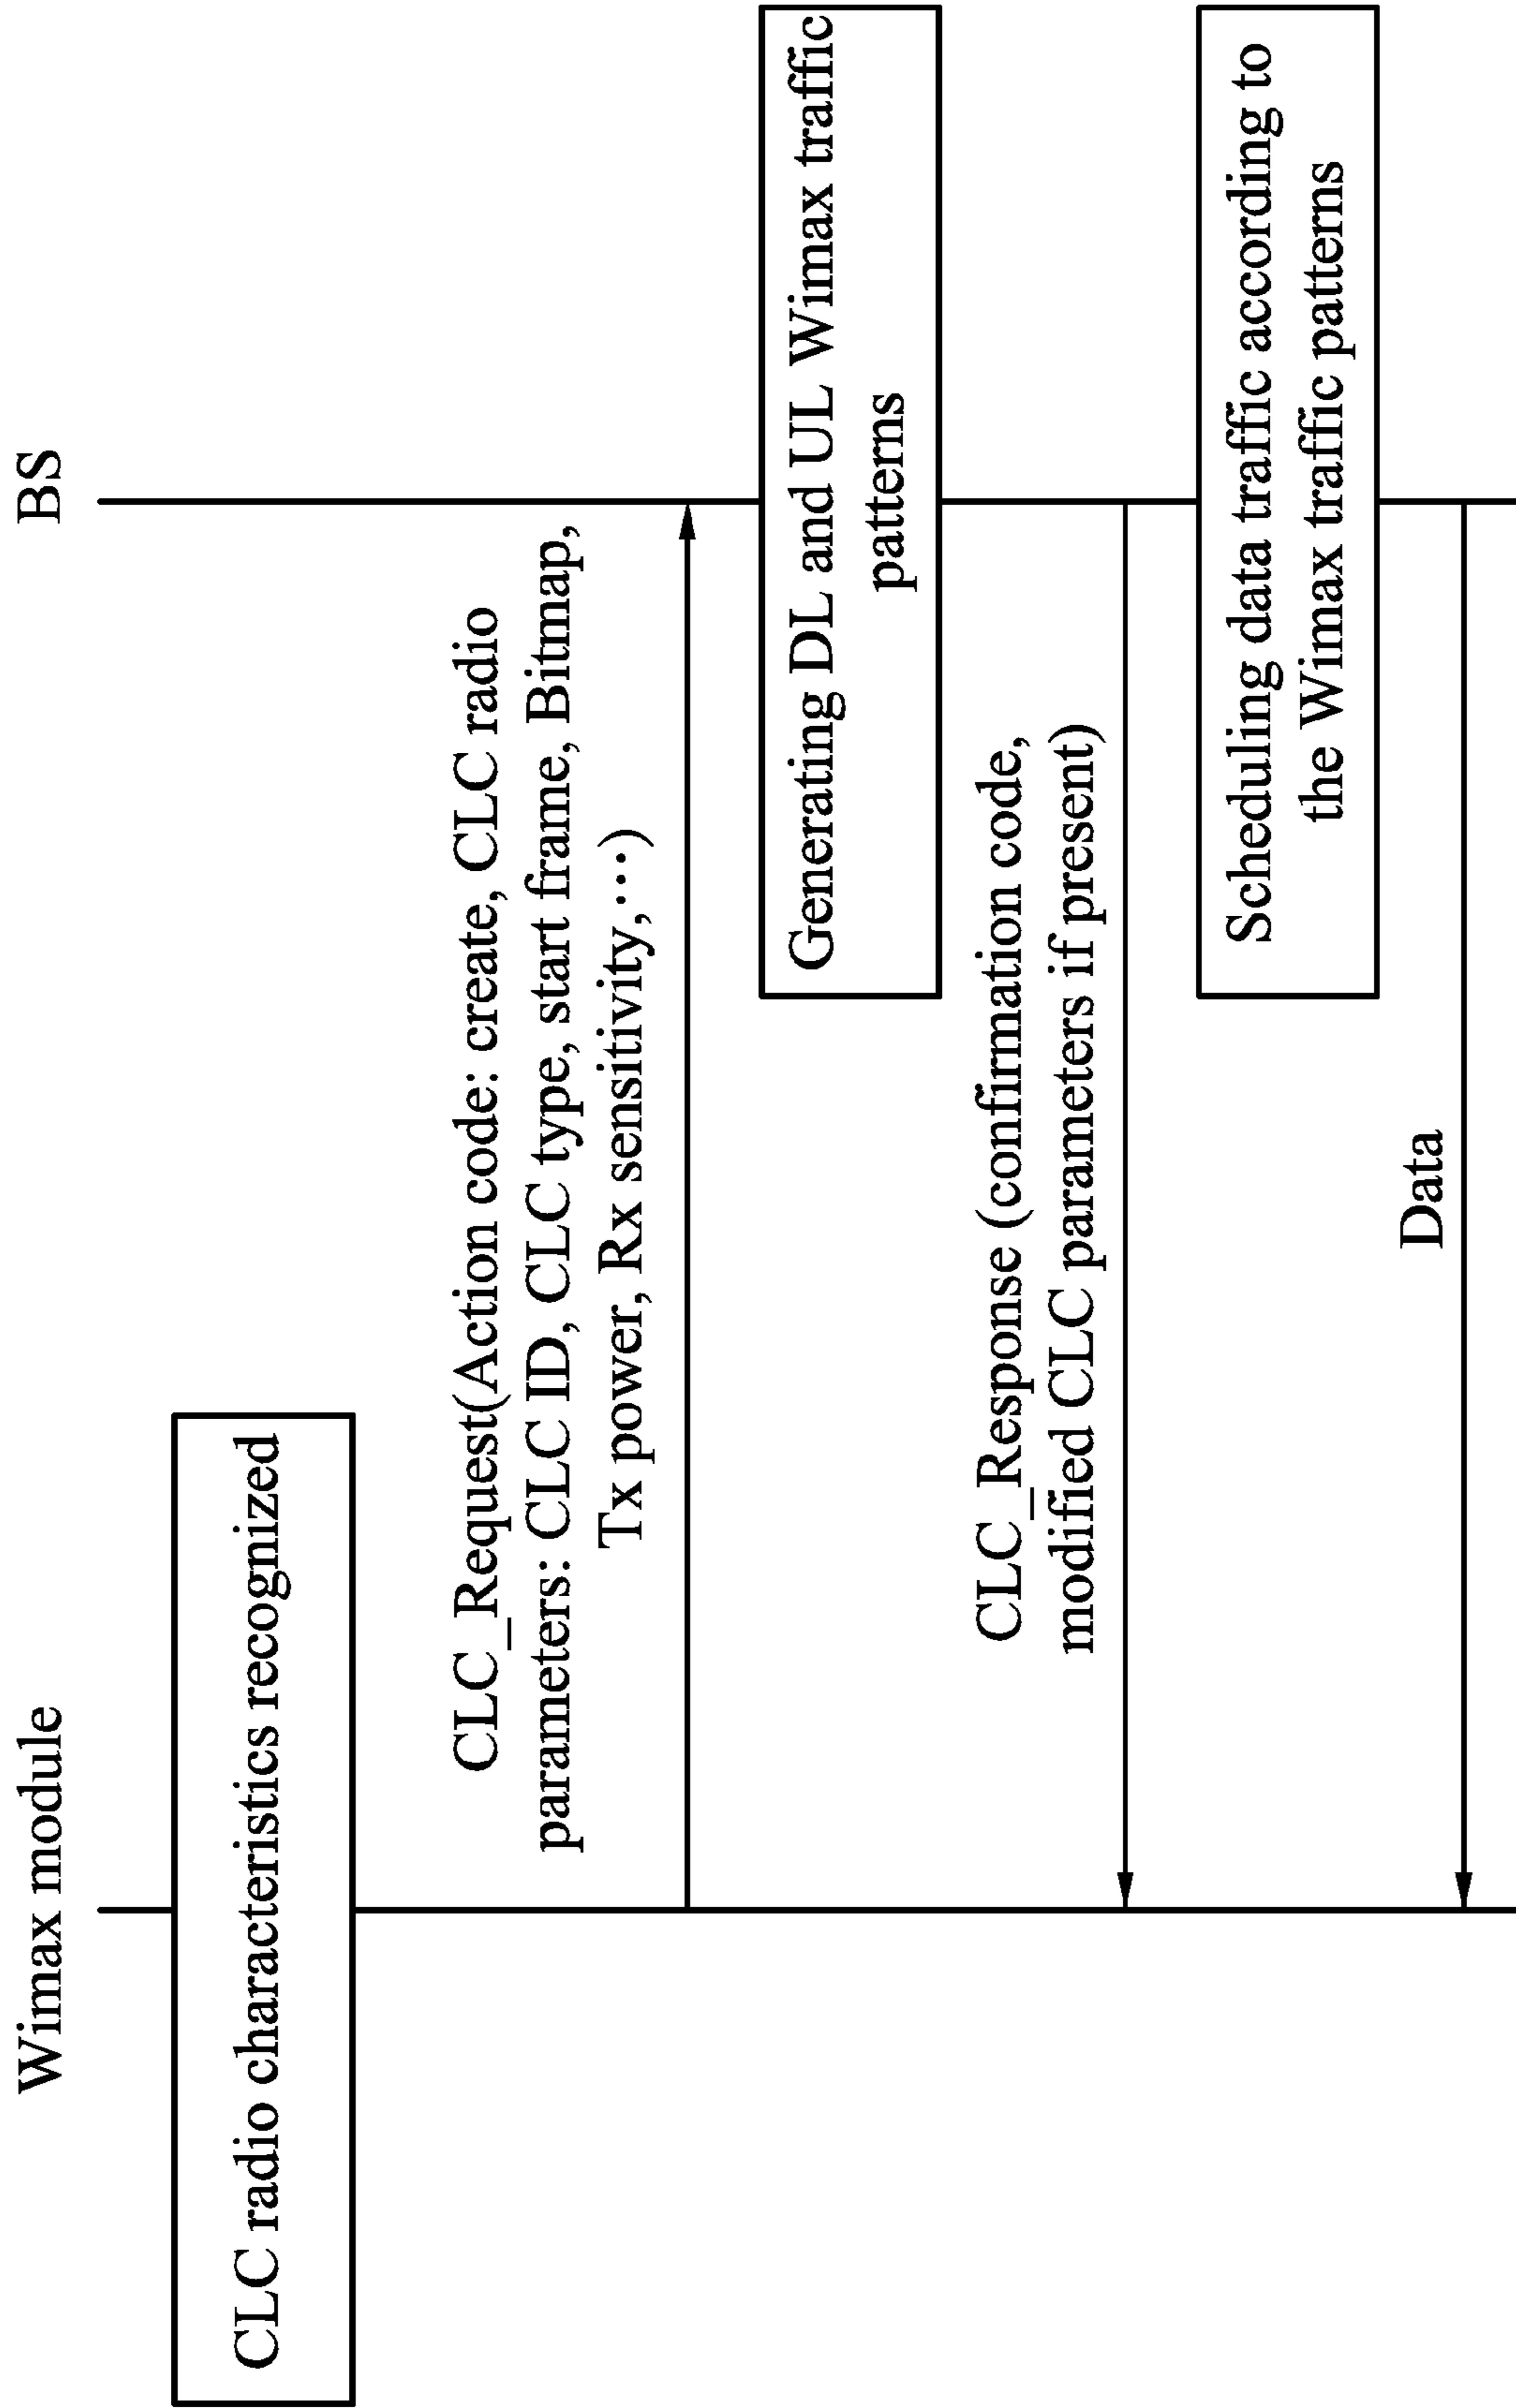 Wimax module
BS
CLC radio characteristics recognized
CLC_Request(Action code: create, CLC radio
parameters: CLC ID, CLC type, start frame, Bitmap,
Tx power, Rx sensitivity,···)
Generating DL and UL Wimax traffic
patterns
CLC_Response (confirmation code,
modified CLC parameters if present)
Scheduling data traffic according to
the Wimax traffic patterns
Data